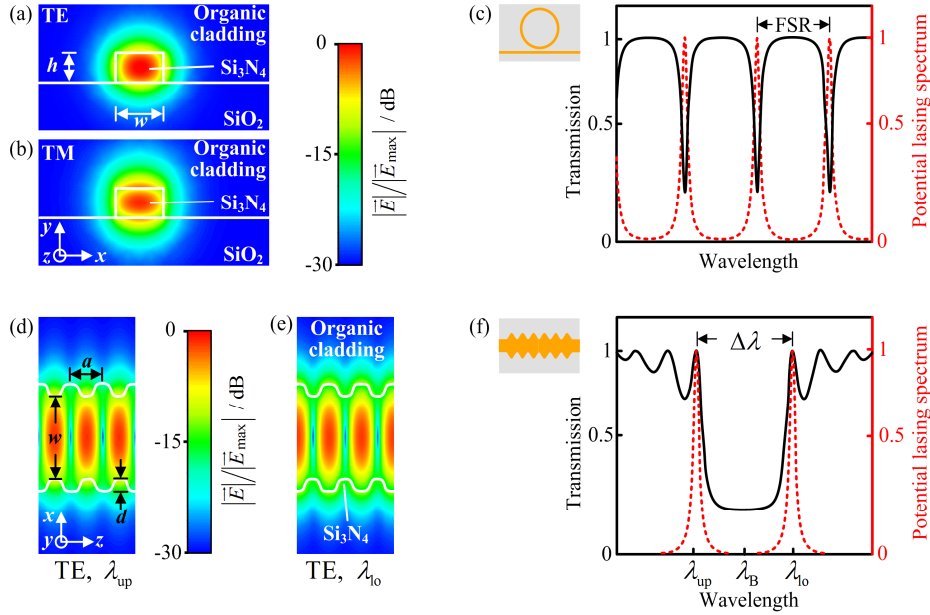 (a)
TE
Organic
cladding
h
Si₃N₄
w
SiO₂
(b)
TM
Organic
cladding
Si₃N₄
y
z
x
SiO₂
0
-15
-30
|E⃗|/|E⃗max| / dB
(c)
FSR
1
0.5
0
Transmission
Wavelength
1
0.5
0
Potential lasing spectrum
(d)
a
w
d
x
y
z
TE, λup
0
-15
-30
|E⃗|/|E⃗max| / dB
(e)
Organic
cladding
Si₃N₄
TE, λlo
(f)
Δλ
1
0.5
0
Transmission
λup
λB
λlo
Wavelength
1
0.5
0
Potential lasing spectrum